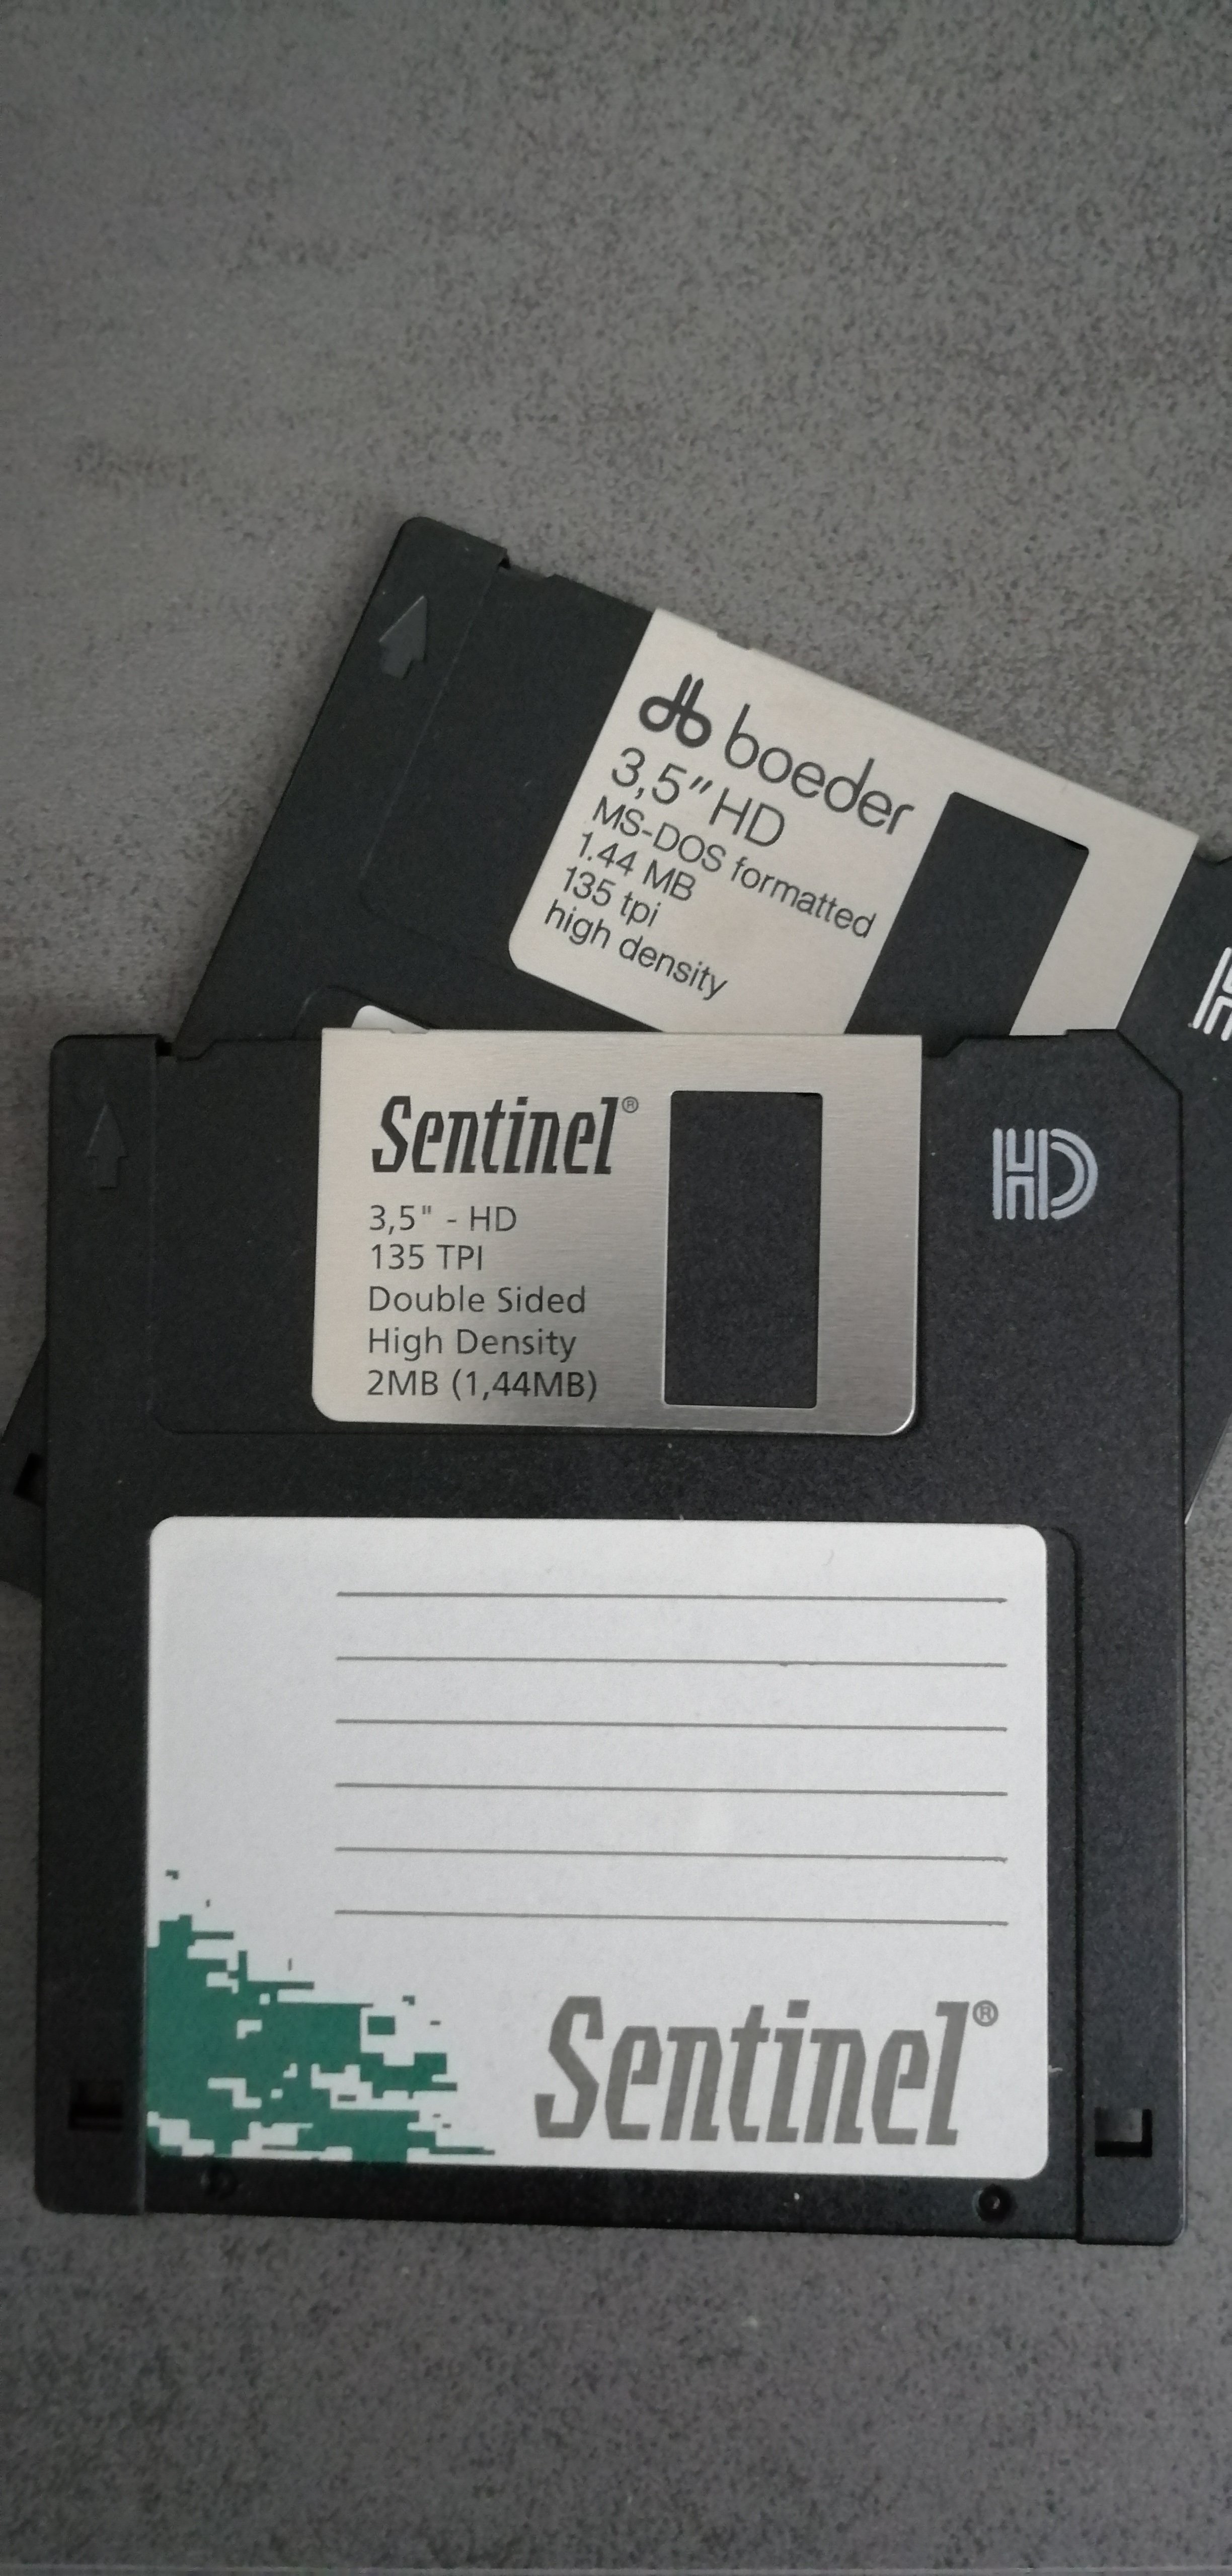 boeder
3,5" HD
MS-DOS formatted
1.44 MB
135 tpi
high density
Sentinel®
3,5" - HD
135 TPI
Double Sided
High Density
2MB (1,44MB)
HD
Sentinel®